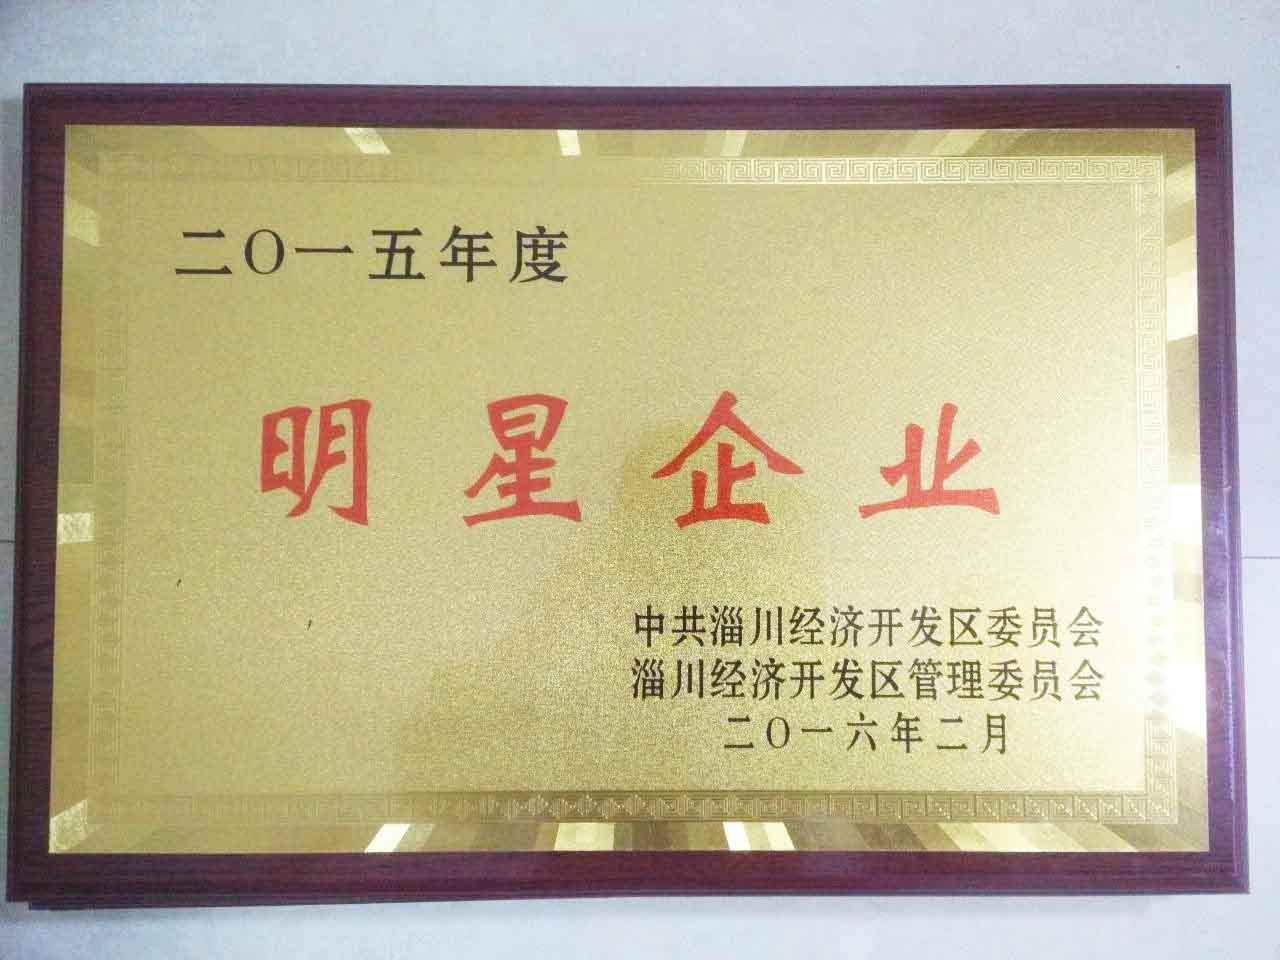 二〇一五年度
明星企业
中共淄川经济开发区委员会
淄川经济开发区管理委员会
二〇一六年二月